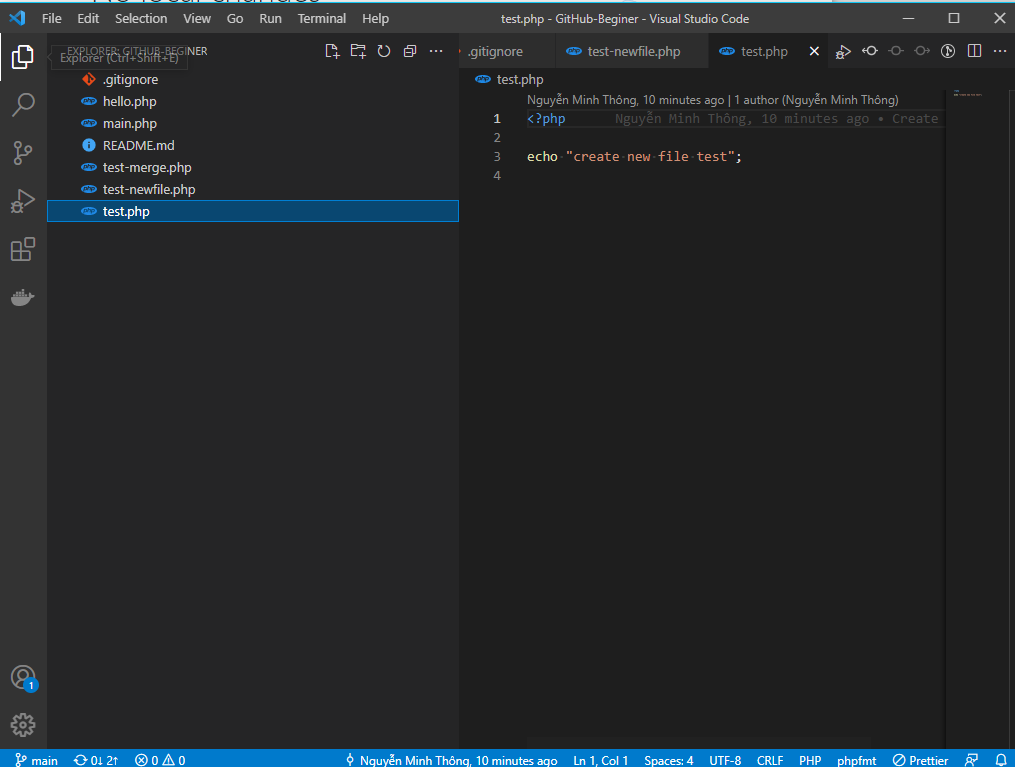 No local changes
File Edit Selection View Go Run Terminal Help
test.php - GitHub-Beginer - Visual Studio Code
EXPLORER: GITHUB-BEGINER
Explorer (Ctrl+Shift+E)
.gitignore
hello.php
main.php
README.md
test-merge.php
test-newfile.php
test.php
.gitignore
test-newfile.php
test.php
test.php
Nguyễn Minh Thông, 10 minutes ago | 1 author (Nguyễn Minh Thông)
1 <?php Nguyễn Minh Thông, 10 minutes ago • Create
2
3 echo "create new file test";
4
1
main 0↓ 2↑ 0 0 Nguyễn Minh Thông, 10 minutes ago Ln 1, Col 1 Spaces: 4 UTF-8 CRLF PHP phpfmt Prettier